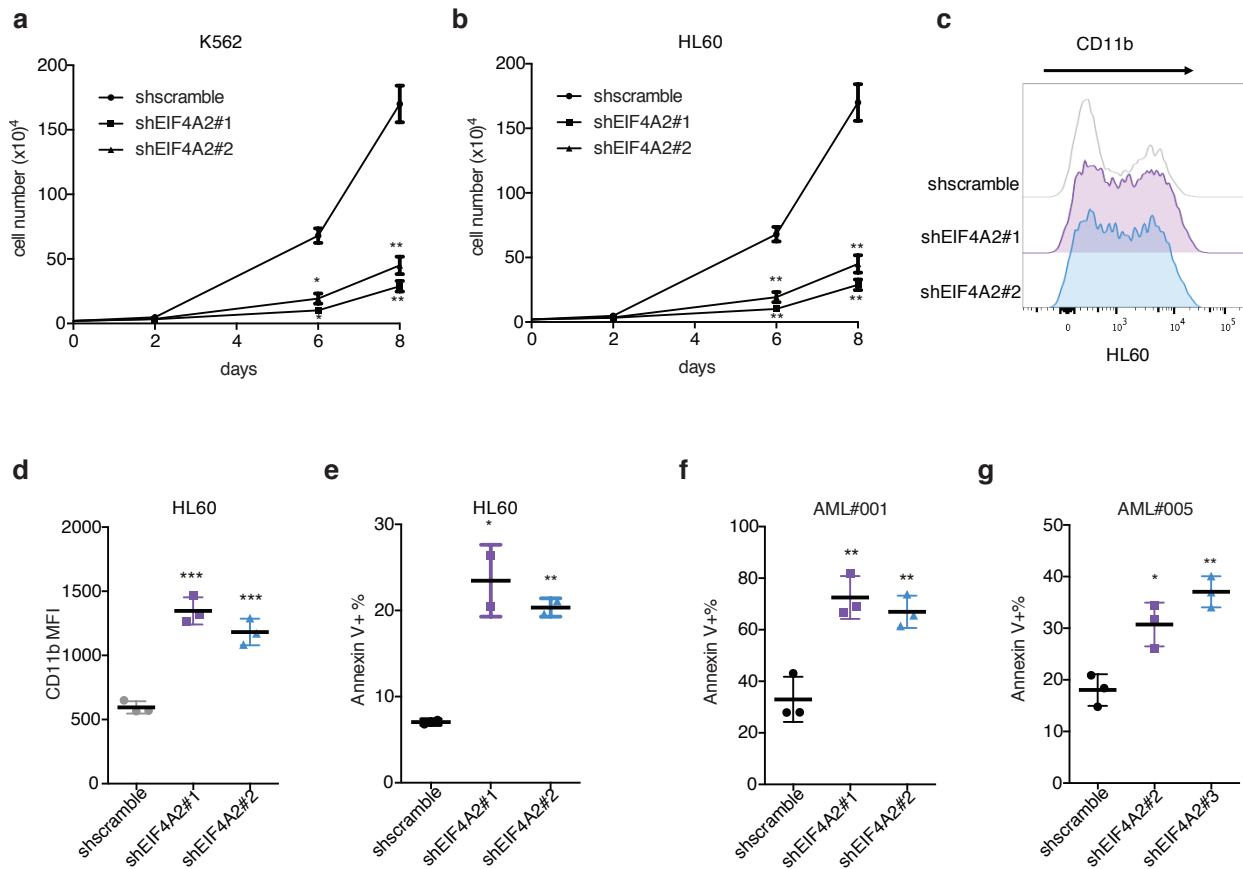 a
K562
200
150
100
50
0
cell number (x10)⁴
shscramble
shEIF4A2#1
shEIF4A2#2
*
*
**
**
0 2 4 6 8
days
b
HL60
200
150
100
50
0
cell number (x10)⁴
shscramble
shEIF4A2#1
shEIF4A2#2
**
**
**
**
0 2 4 6 8
days
c
CD11b
shscramble
shEIF4A2#1
shEIF4A2#2
0 10³ 10⁴ 10⁵
HL60
d
HL60
2000
1500
1000
500
0
CD11b MFI
***
***
shscramble
shEIF4A2#1
shEIF4A2#2
e
HL60
30
20
10
0
Annexin V+ %
*
**
shscramble
shEIF4A2#1
shEIF4A2#2
f
AML#001
100
80
60
40
20
0
Annexin V+%
**
**
shscramble
shEIF4A2#1
shEIF4A2#2
g
AML#005
50
40
30
20
10
0
Annexin V+%
*
**
shscramble
shEIF4A2#2
shEIF4A2#3